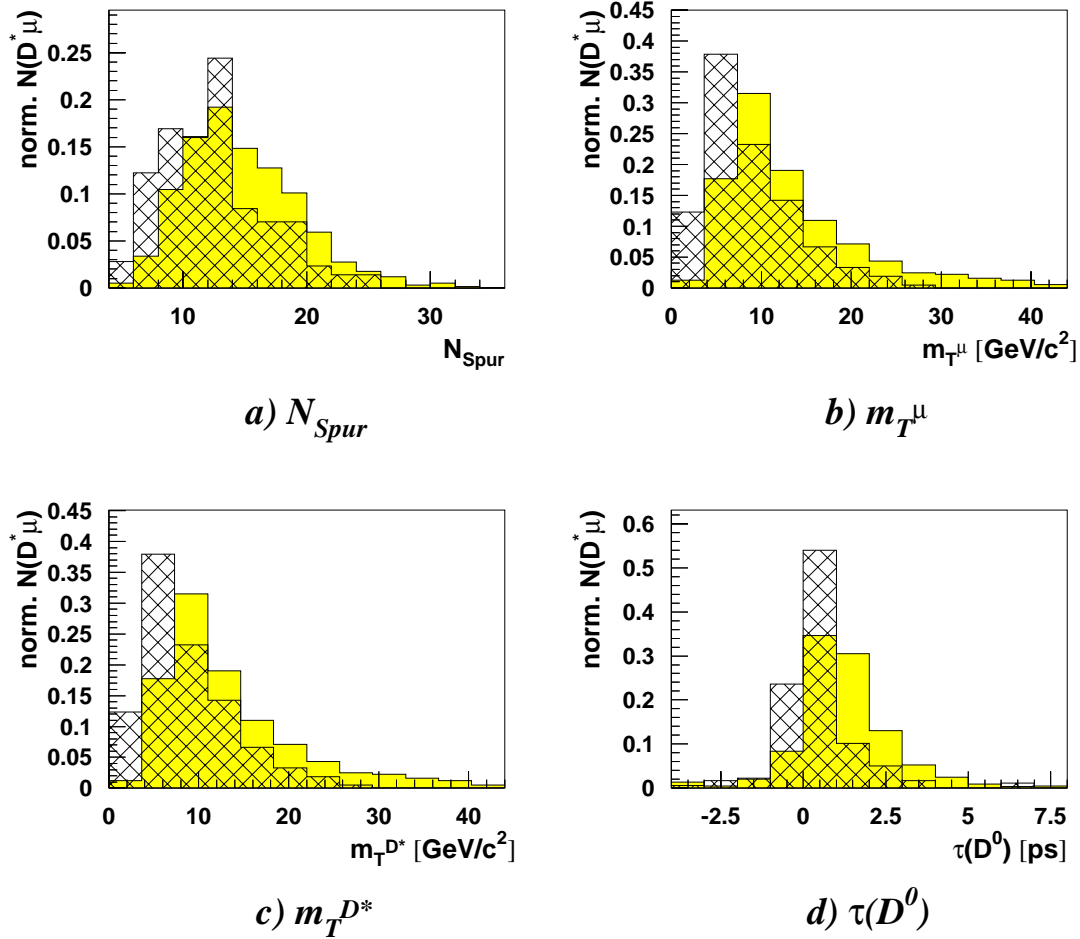 norm. N(D*μ)
0.25
0.2
0.15
0.1
0.05
0
10 20 30
N_Spur
a) N_Spur
norm. N(D*μ)
0.45
0.4
0.35
0.3
0.25
0.2
0.15
0.1
0.05
0
0 10 20 30 40
m_T^μ [GeV/c²]
b) m_T^μ
norm. N(D*μ)
0.45
0.4
0.35
0.3
0.25
0.2
0.15
0.1
0.05
0
0 10 20 30 40
m_T^D* [GeV/c²]
c) m_T^D*
norm. N(D*μ)
0.6
0.5
0.4
0.3
0.2
0.1
0
-2.5 0 2.5 5 7.5
τ(D⁰) [ps]
d) τ(D⁰)